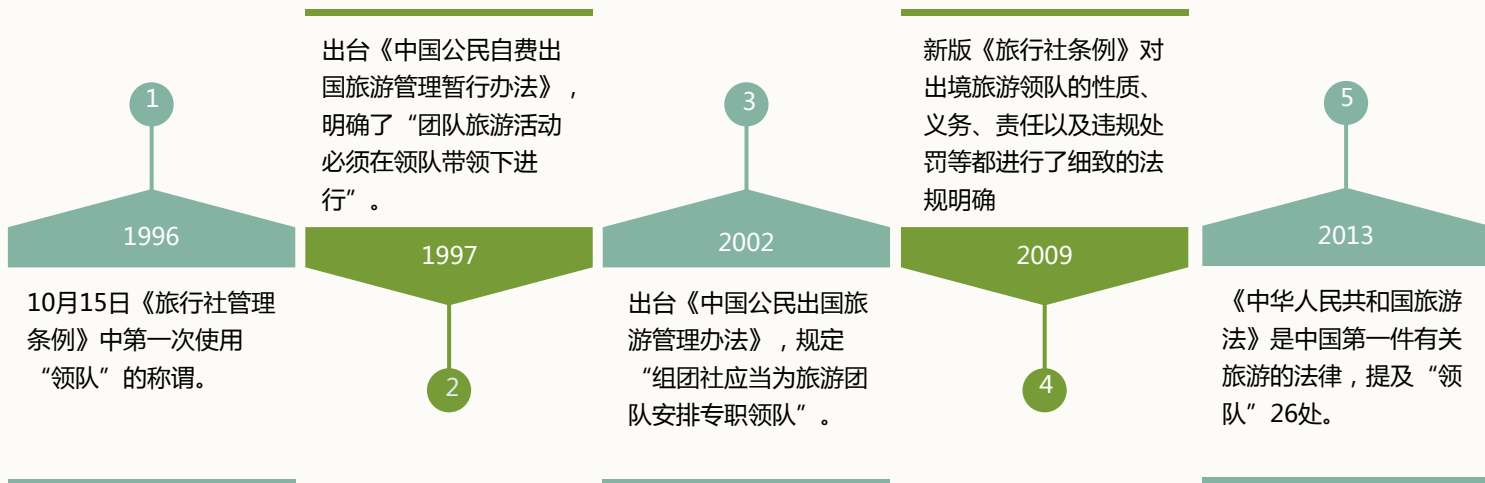 1
1996
10月15日《旅行社管理
条例》中第一次使用
“领队”的称谓。
出台《中国公民自费出
国旅游管理暂行办法》，
明确了“团队旅游活动
必须在领队带领下进
行”。
1997
2
3
2002
出台《中国公民出国旅
游管理办法》，规定
“组团社应当为旅游团
队安排专职领队”。
新版《旅行社条例》对
出境旅游领队的性质、
义务、责任以及违规处
罚等都进行了细致的法
规明确
2009
4
5
2013
《中华人民共和国旅游
法》是中国第一件有关
旅游的法律，提及“领
队”26处。